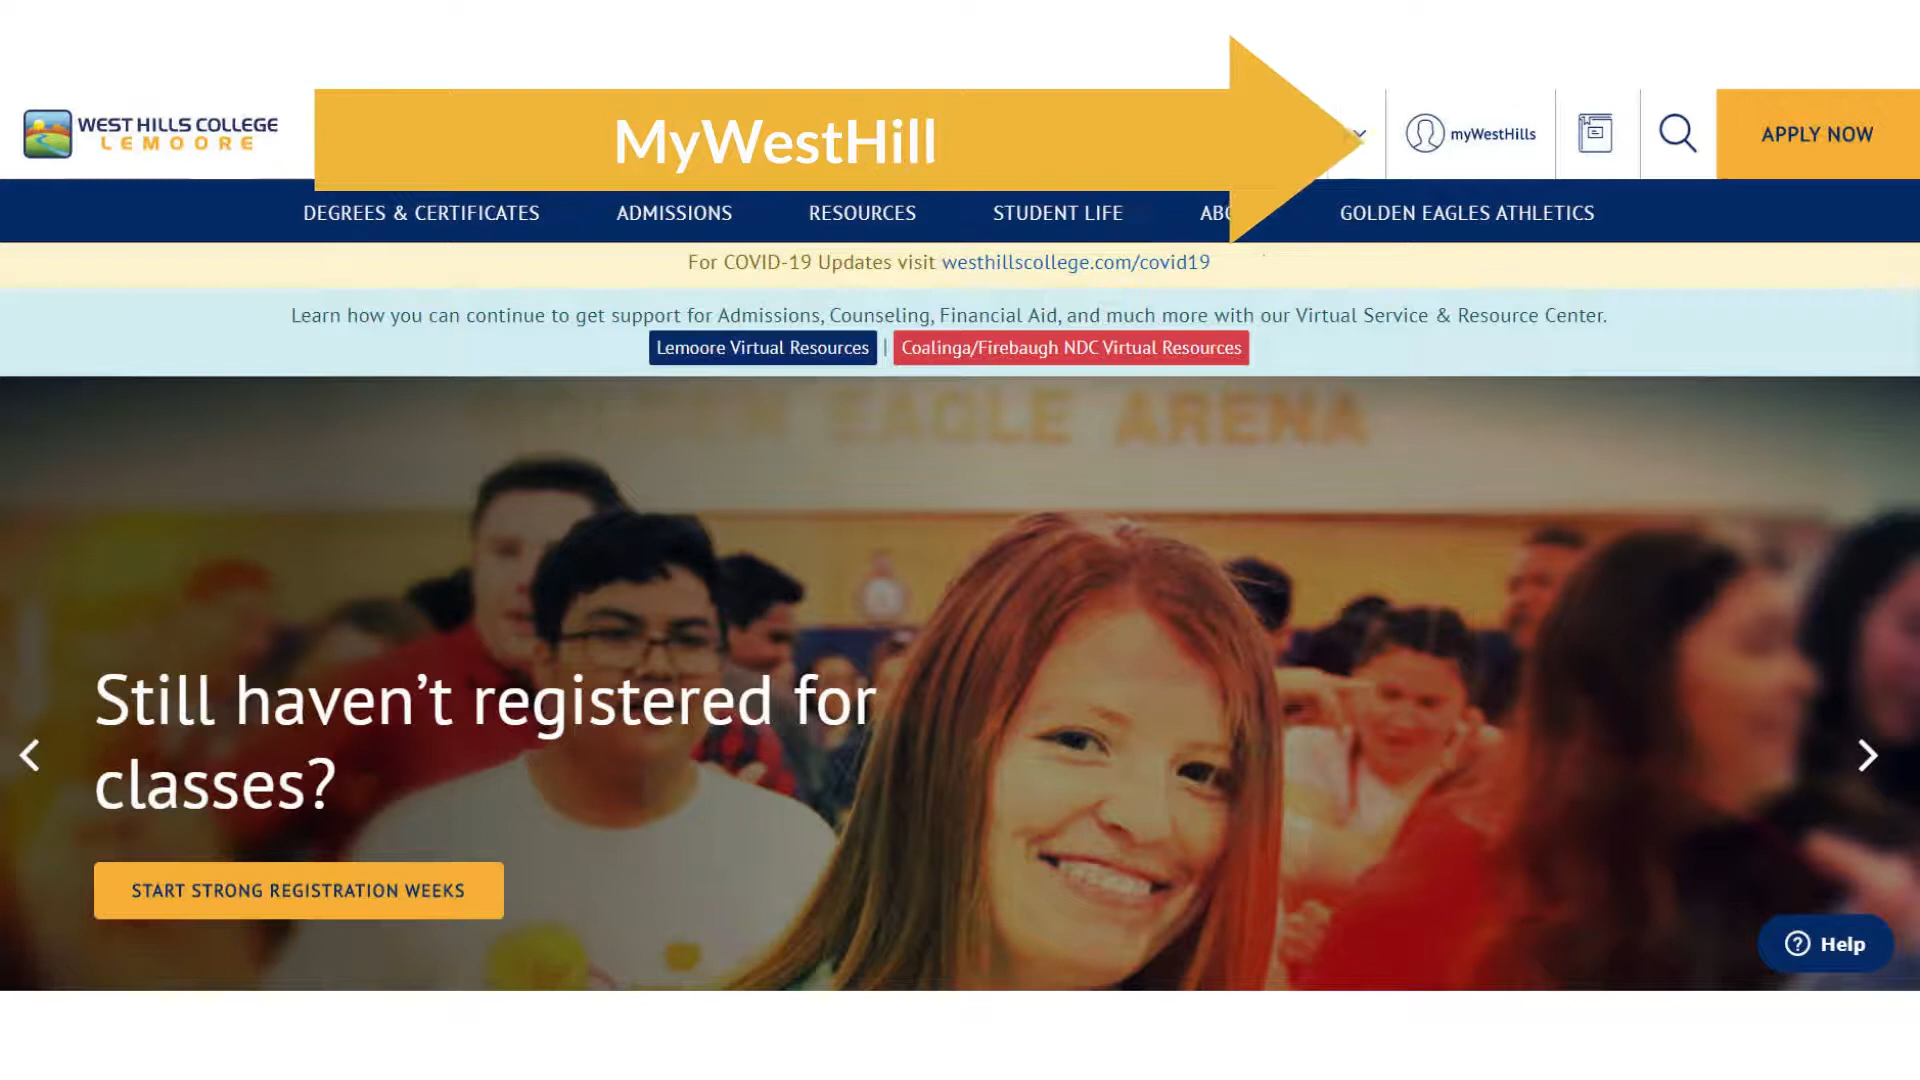 WEST HILLS COLLEGE
LEMOORE
MyWestHill
myWestHills
APPLY NOW
DEGREES & CERTIFICATES
ADMISSIONS
RESOURCES
STUDENT LIFE
GOLDEN EAGLES ATHLETICS
For COVID-19 Updates visit westhillscollege.com/covid19
Learn how you can continue to get support for Admissions, Counseling, Financial Aid, and much more with our Virtual Service & Resource Center.
Lemoore Virtual Resources | Coalinga/Firebaugh NDC Virtual Resources
EAGLE ARENA
Still haven’t registered for
classes?
START STRONG REGISTRATION WEEKS
Help